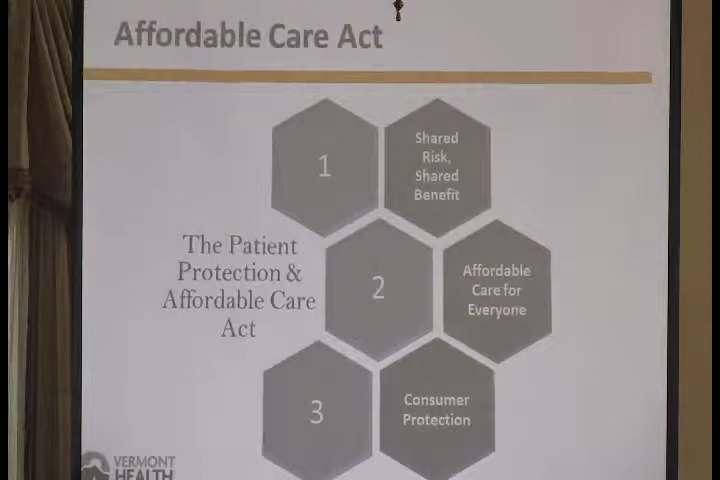 Affordable Care Act
1
Shared
Risk,
Shared
Benefit
The Patient
Protection &
Affordable Care
Act
2
Affordable
Care for
Everyone
3
Consumer
Protection
VERMONT
HEALTH